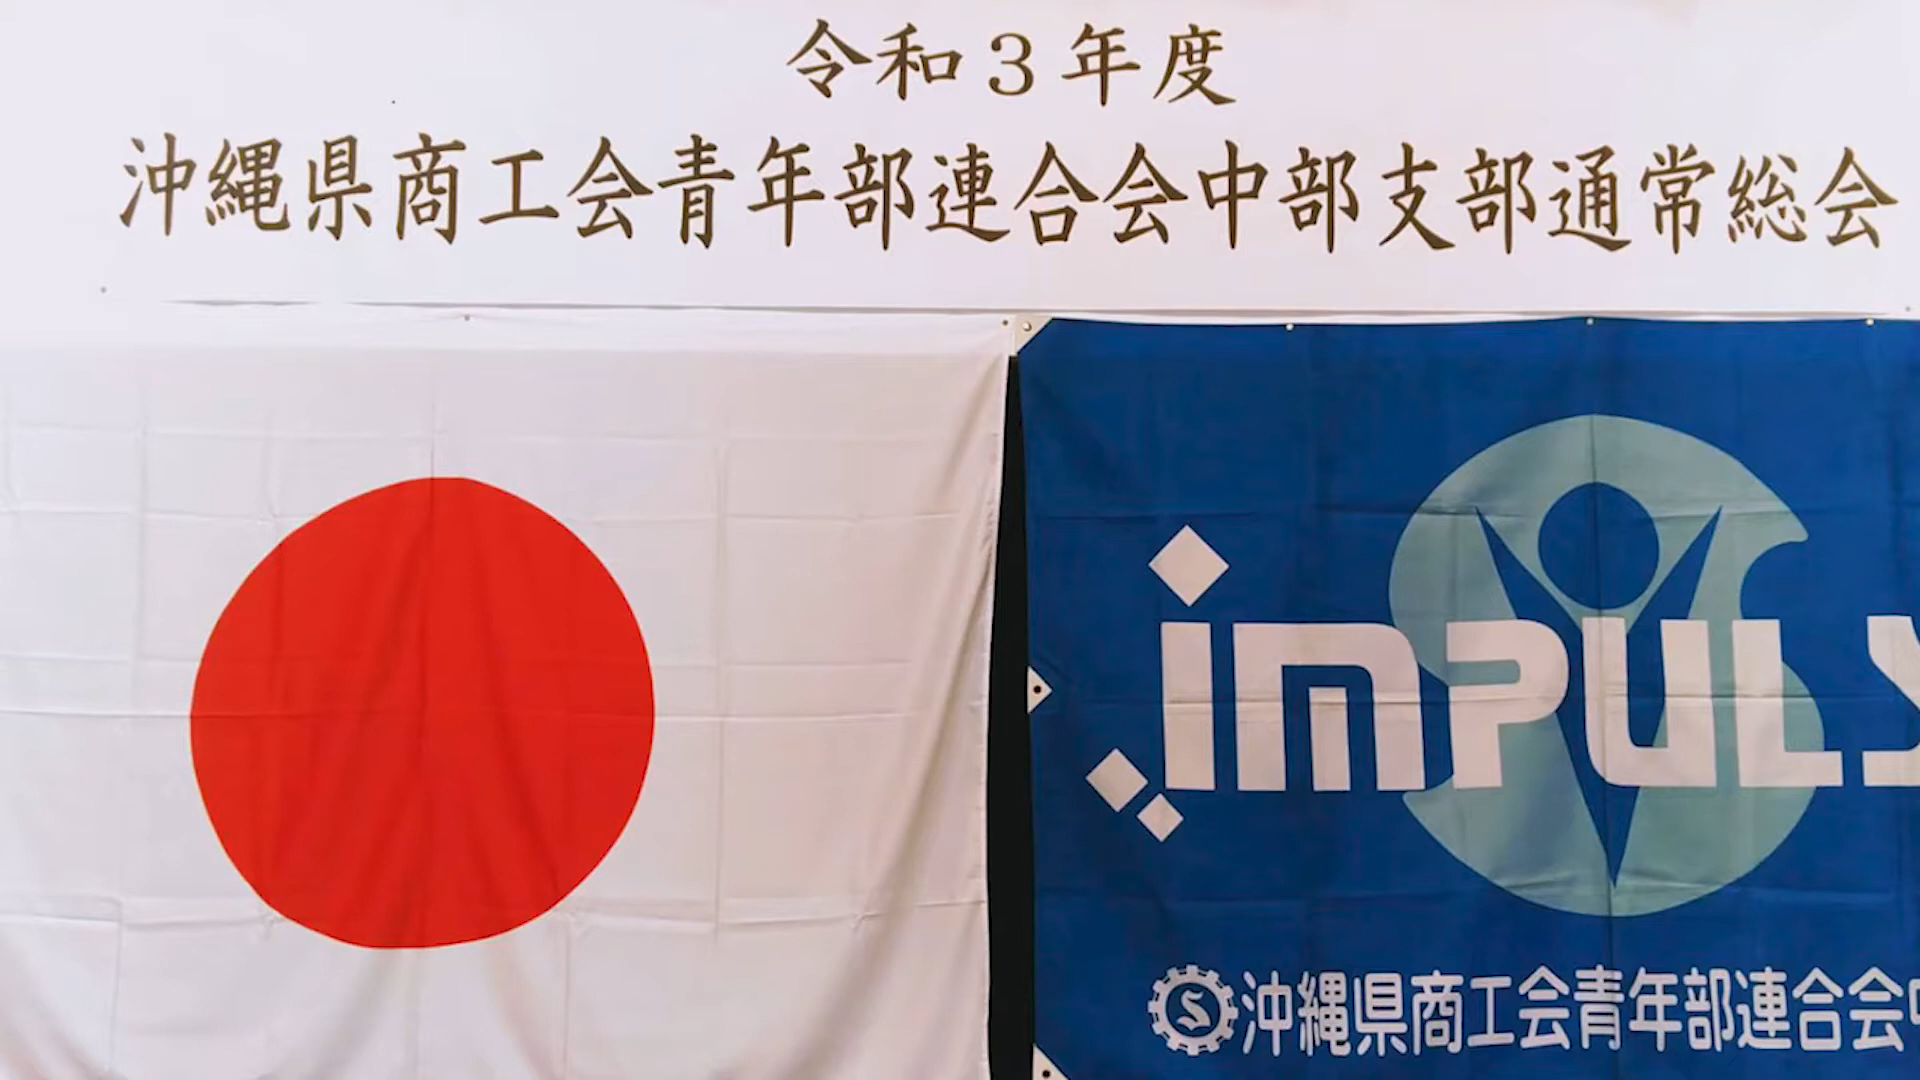 令和3年度
沖縄県商工会青年部連合会中部支部通常総会
imPUL
沖縄県商工会青年部連合会